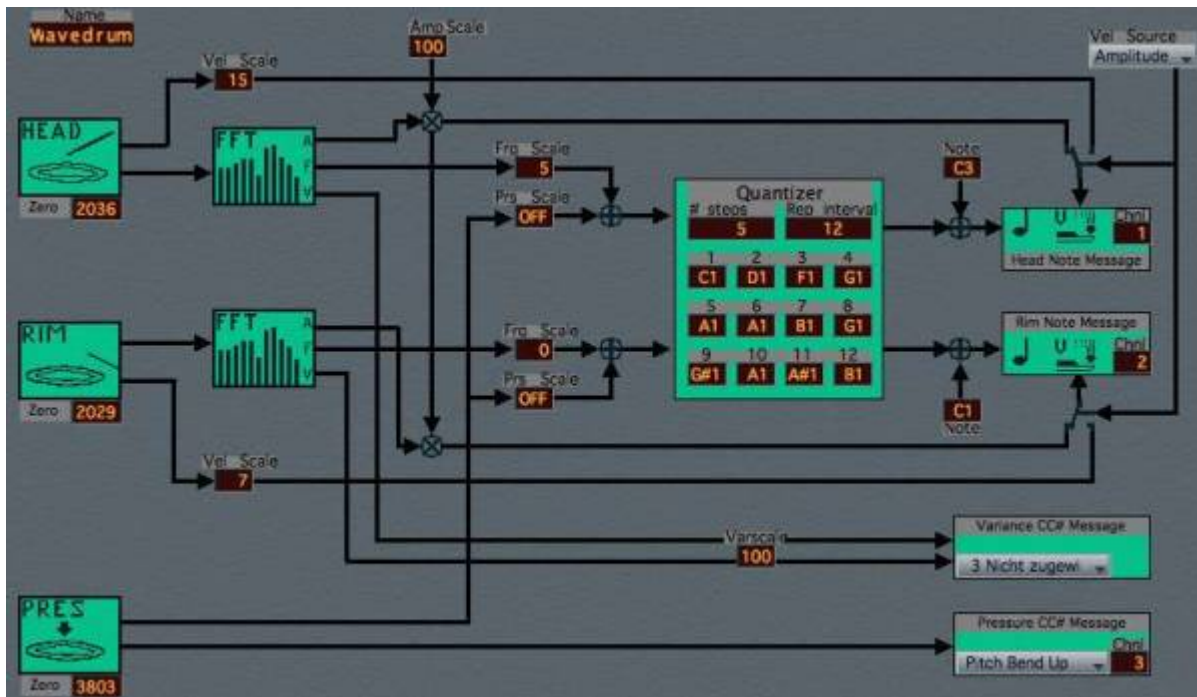 Name
Wavedrum
Amp Scale
100
Vel Source
Amplitude
Vel Scale
15
HEAD
Zero 2036
FFT
A
F
V
Frq Scale
5
Prs Scale
OFF
Note
C3
Quantizer
# steps Rep interval
5 12
1 2 3 4
C1 D1 F1 G1
5 6 7 8
A1 A1 B1 G1
9 10 11 12
G#1 A1 A#1 B1
Chnl
1
Head Note Message
RIM
Zero 2029
FFT
A
F
V
Frq Scale
0
Prs Scale
OFF
Rim Note Message
Chnl
2
C1
Note
Vel Scale
7
Varscale
100
Variance CC# Message
3 Nicht zugewi
PRES
Zero 3803
Pressure CC# Message
Chnl
Pitch Bend Up 3